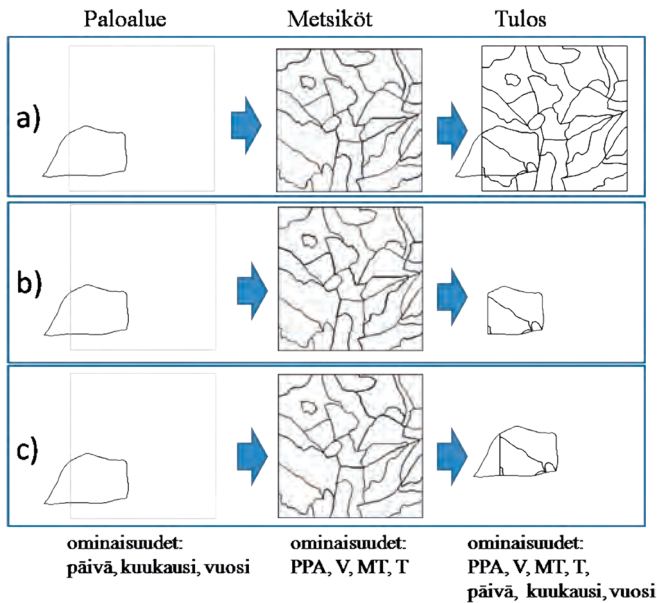 Paloalue Metsiköt Tulos
a)
b)
c)
ominaisuudet: ominaisuudet: ominaisuudet:
päivä, kuukausi, vuosi PPA, V, MT, T PPA, V, MT, T,
päivä, kuukausi, vuosi